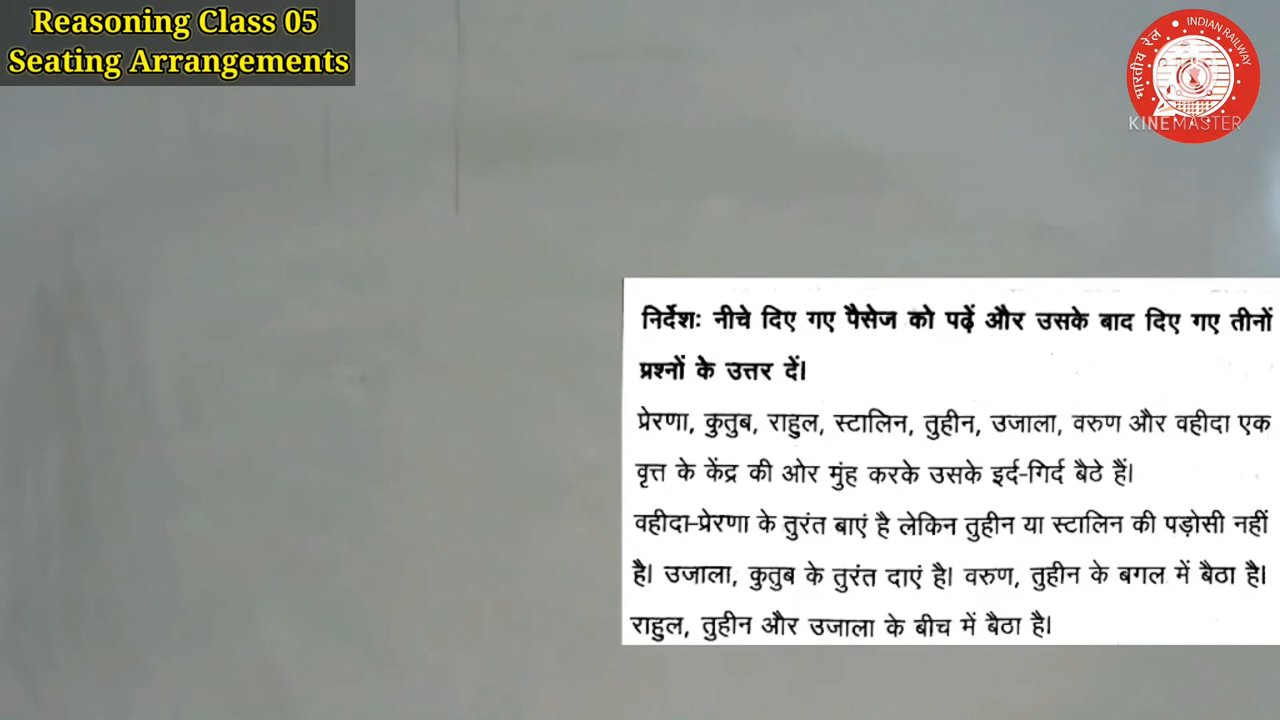 Reasoning Class 05
Seating Arrangements
भारतीय रेल
INDIAN RAILWAY
KINEMASTER
निर्देशः नीचे दिए गए पैसेज को पढ़ें और उसके बाद दिए गए तीनों
प्रश्नों के उत्तर दें।
प्रेरणा, कुतुब, राहुल, स्टालिन, तुहीन, उजाला, वरुण और वहीदा एक
वृत्त के केंद्र की ओर मुंह करके उसके इर्द-गिर्द बैठे हैं।
वहीदा-प्रेरणा के तुरंत बाएं है लेकिन तुहीन या स्टालिन की पड़ोसी नहीं
है। उजाला, कुतुब के तुरंत दाएं है। वरुण, तुहीन के बगल में बैठा है।
राहुल, तुहीन और उजाला के बीच में बैठा है।